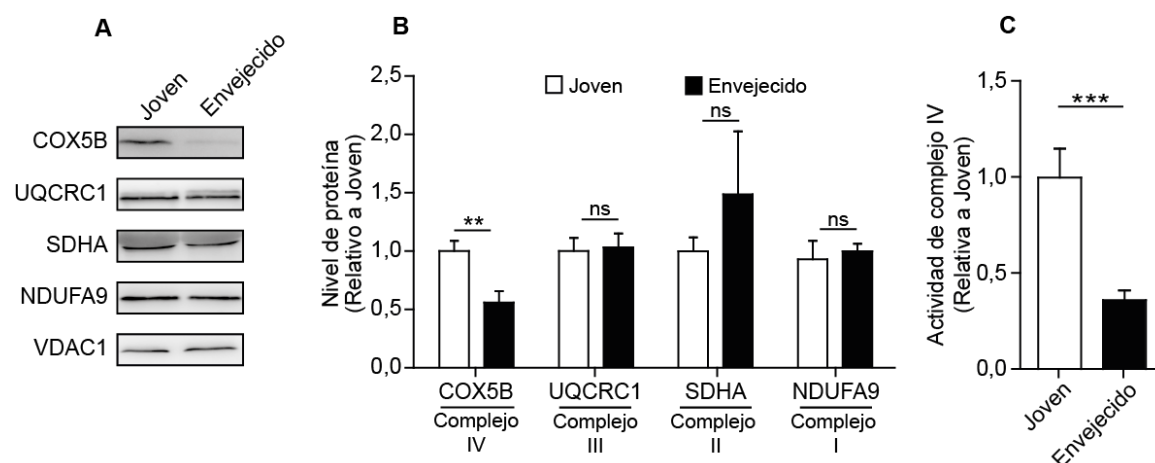 A
Joven
Envejecido
COX5B
UQCRC1
SDHA
NDUFA9
VDAC1
B
Nivel de proteína
(Relativo a Joven)
2,5
2,0
1,5
1,0
0,5
0,0
Joven
Envejecido
**
ns
ns
ns
COX5B
UQCRC1
SDHA
NDUFA9
Complejo
Complejo
Complejo
Complejo
IV
III
II
I
C
Actividad de complejo IV
(Relativa a Joven)
1,5
1,0
0,5
0,0
***
Joven
Envejecido